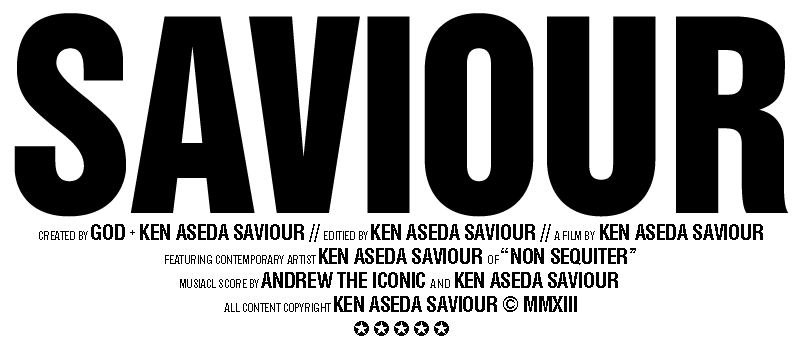 SAVIOUR
CREATED BY GOD + KEN ASEDA SAVIOUR // EDITIED BY KEN ASEDA SAVIOUR // A FILM BY KEN ASEDA SAVIOUR
FEATURING CONTEMPORARY ARTIST KEN ASEDA SAVIOUR OF “NON SEQUITER”
MUSIACL SCORE BY ANDREW THE ICONIC AND KEN ASEDA SAVIOUR
ALL CONTENT COPYRIGHT KEN ASEDA SAVIOUR © MMXIII
✪✪✪✪✪